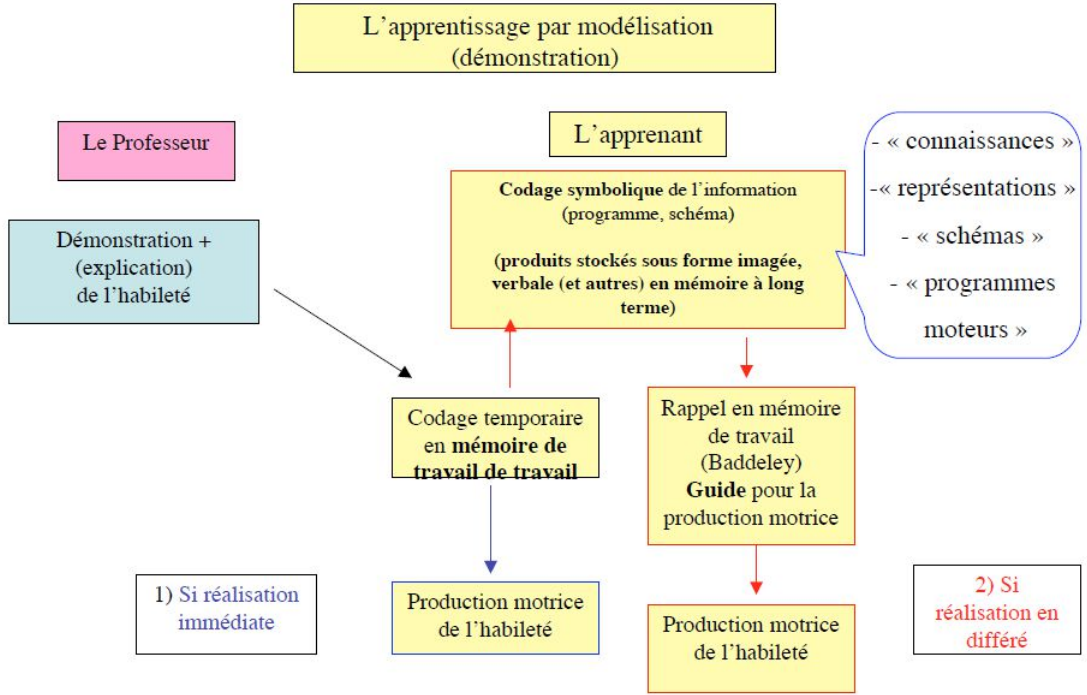 L'apprentissage par modélisation
(démonstration)
Le Professeur
L'apprenant
- « connaissances »
-« représentations »
- « schémas »
- « programmes
moteurs »
Codage symbolique de l'information
(programme, schéma)
(produits stockés sous forme imagée,
verbale (et autres) en mémoire à long
terme)
Démonstration +
(explication)
de l'habileté
Codage temporaire
en mémoire de
travail de travail
Rappel en mémoire
de travail
(Baddeley)
Guide pour la
production motrice
1) Si réalisation
immédiate
Production motrice
de l'habileté
Production motrice
de l'habileté
2) Si
réalisation en
différé